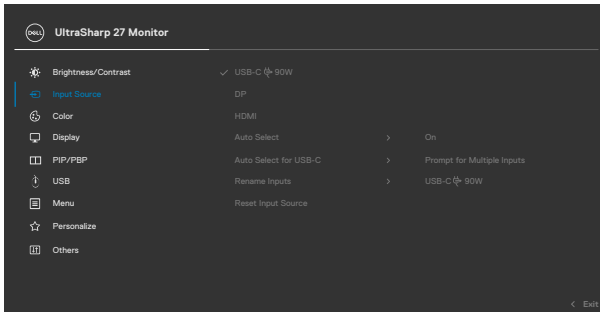 DELL UltraSharp 27 Monitor
Brightness/Contrast
Input Source
Color
Display
PIP/PBP
USB
Menu
Personalize
Others
USB-C 90W
DP
HDMI
Auto Select > On
Auto Select for USB-C > Prompt for Multiple Inputs
Rename Inputs > USB-C 90W
Reset Input Source
< Exit